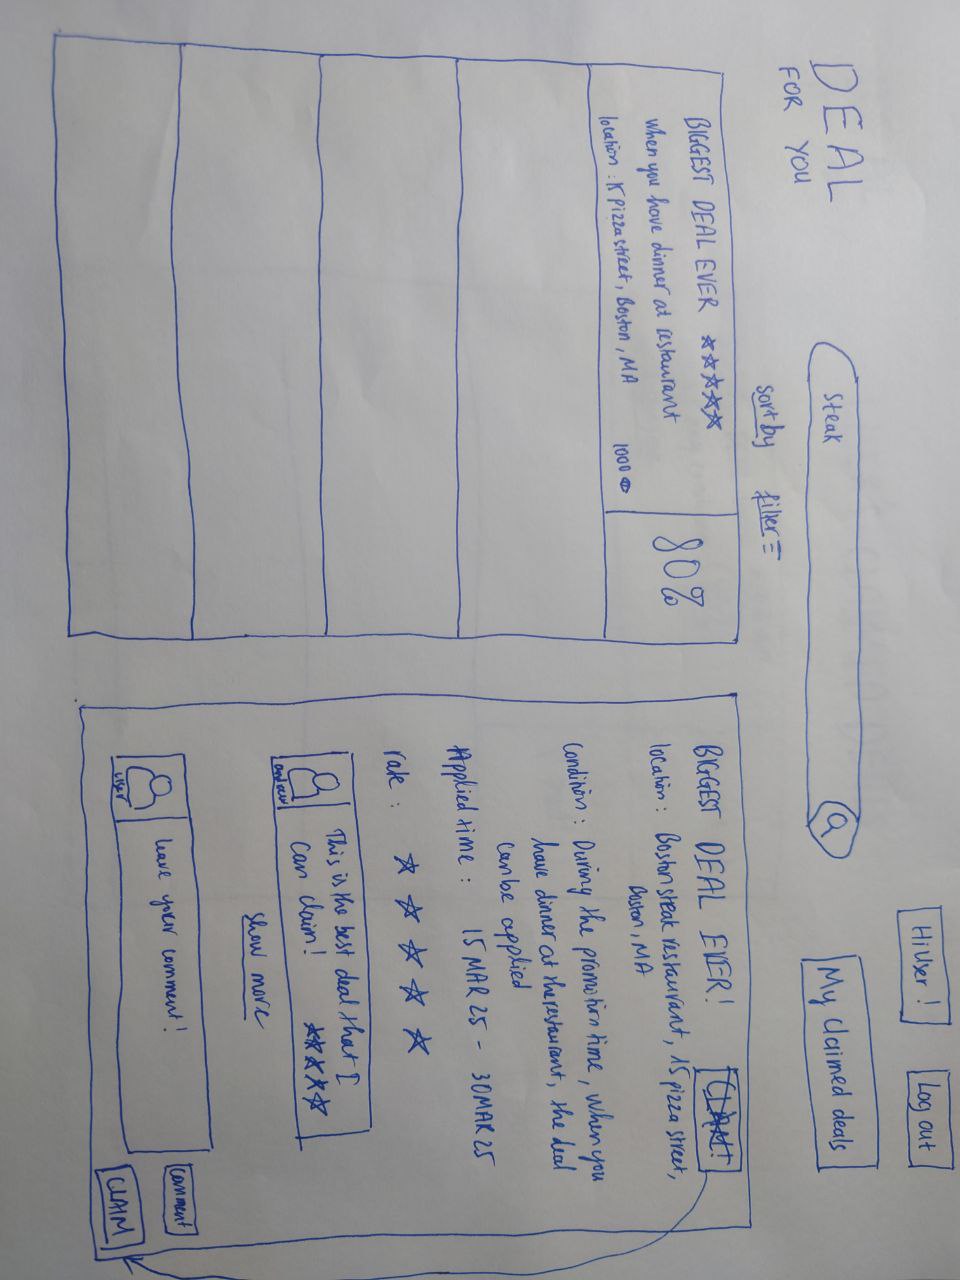 Hi User !
Log out
DEAL
FOR YOU
Steak
My Claimed deals
sort by
filter
BIGGEST DEAL EVER
80%
when you have dinner at restaurant
location : 15 pizza street, Boston, MA
1000
BIGGEST DEAL EVER!
CLAIM!
location : Boston steak restaurant, 15 pizza street,
Boston, MA
Condition : During the promotion time, when you
have dinner at the restaurant, the deal
can be applied
Applied time : 15 MAR 25 - 30 MAR 25
rate :
This is the best deal that I
can claim!
andrew
show more
leave your comment!
user
comment
CLAIM